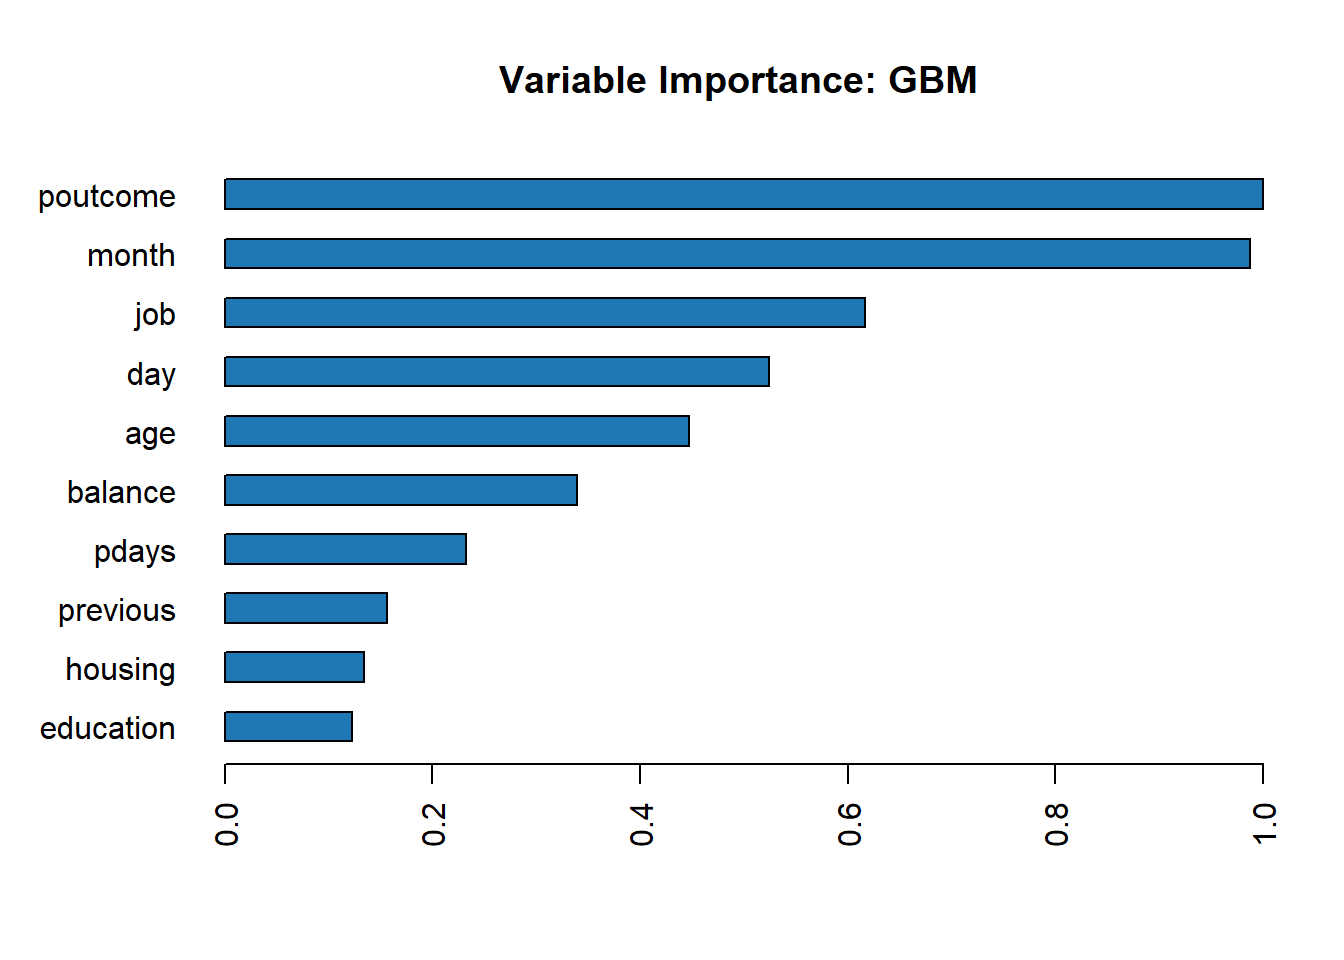 Variable Importance: GBM
poutcome
month
job
day
age
balance
pdays
previous
housing
education
0.0
0.2
0.4
0.6
0.8
1.0